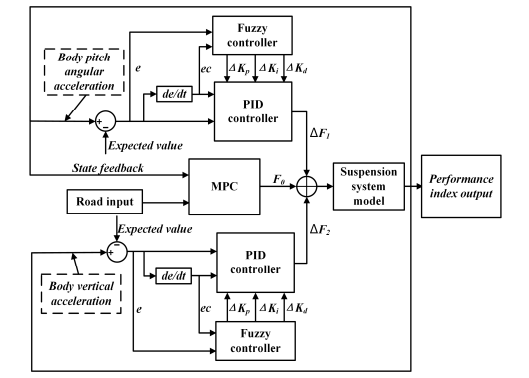 Fuzzy
controller
Body pitch
angular
acceleration
e
ec
ΔKp
ΔKi
ΔKd
de/dt
PID
controller
+
−
−
Expected value
ΔF1
State feedback
MPC
F0
Suspension
system
model
Performance
index output
Road input
Expected value
−
+
ΔF2
PID
controller
de/dt
Body vertical
acceleration
e
ec
ΔKp
ΔKi
ΔKd
Fuzzy
controller